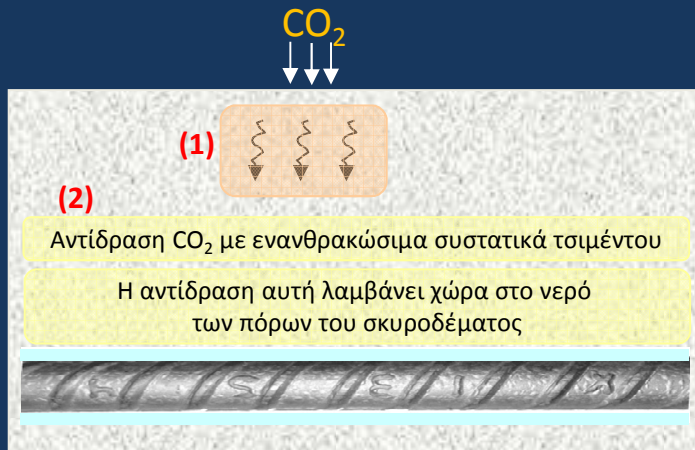 CO₂
(1)
(2)
Αντίδραση CO₂ με ενανθρακώσιμα συστατικά τσιμέντου
Η αντίδραση αυτή λαμβάνει χώρα στο νερό
των πόρων του σκυροδέματος